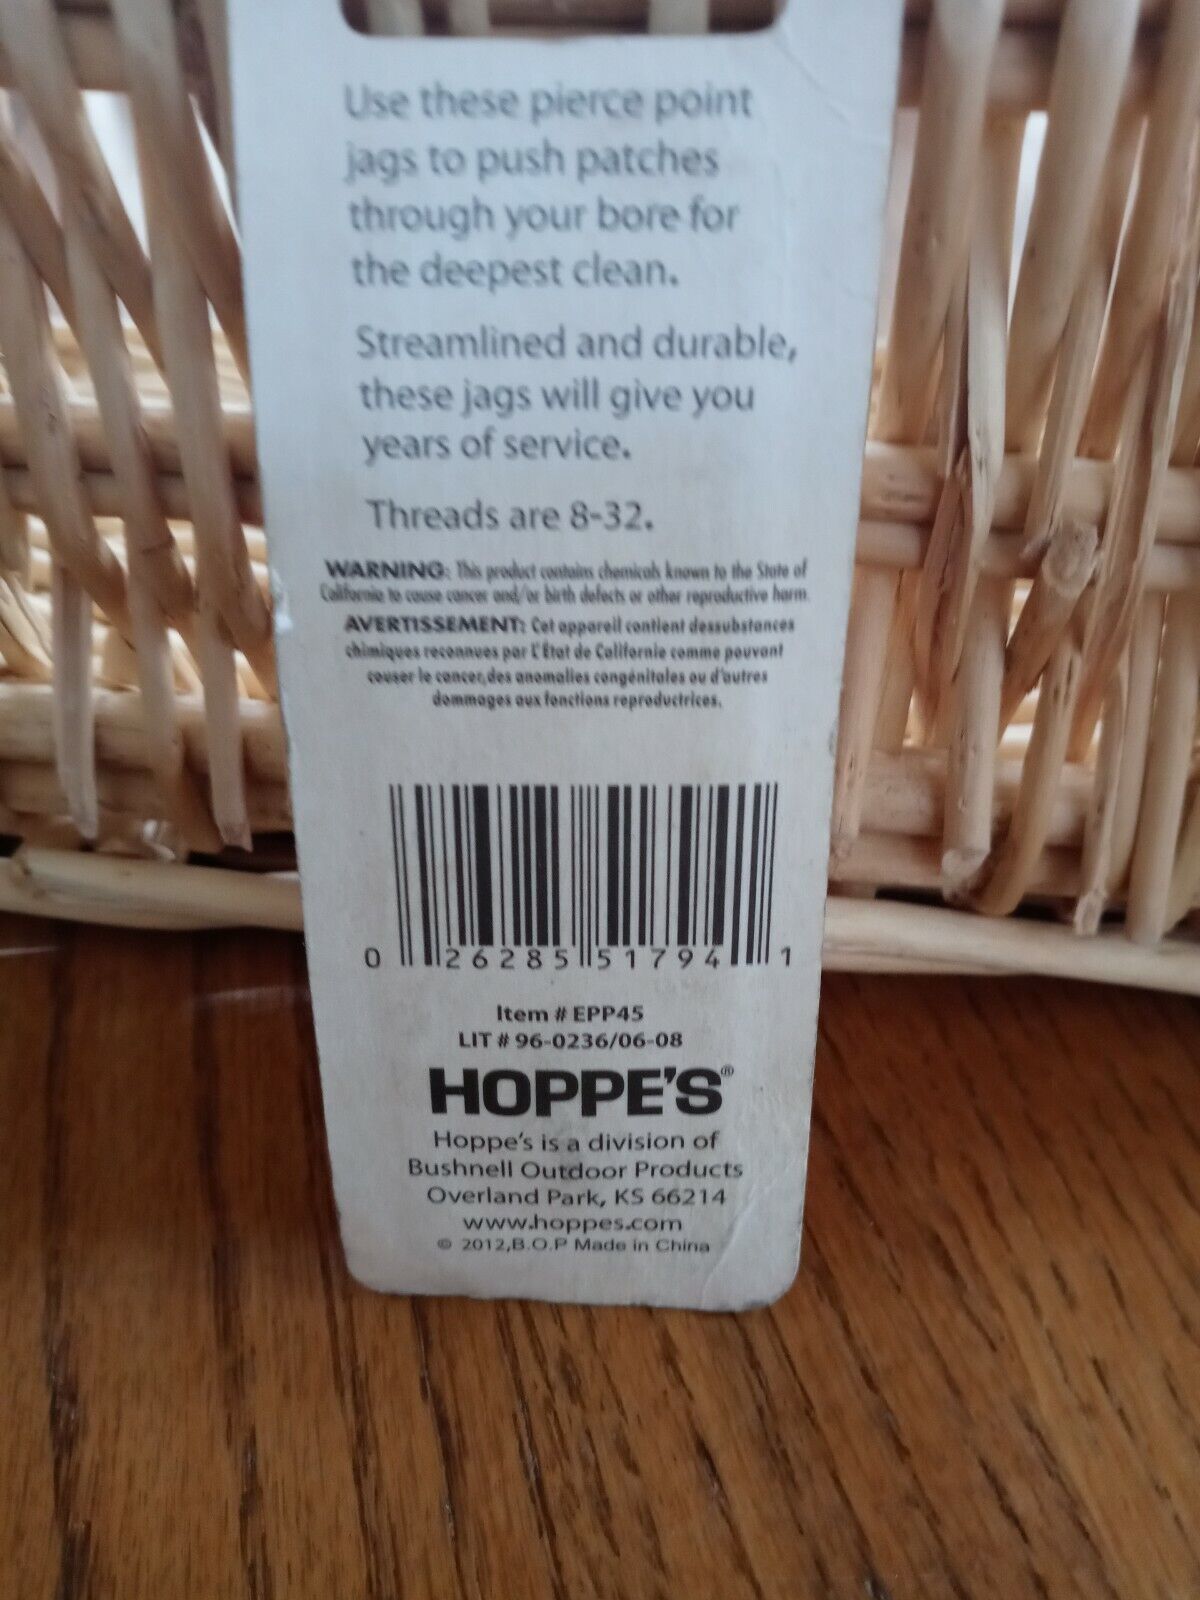 Use these pierce point
jags to push patches
through your bore for
the deepest clean.
Streamlined and durable,
these jags will give you
years of service.
Threads are 8-32.
WARNING: This product contains chemicals known to the State of
California to cause cancer and/or birth defects or other reproductive harm.
AVERTISSEMENT: Cet appareil contient dessubstances
chimiques reconnues par L'État de Californie comme pouvant
couser le cancer,des anomalies congénitales ou d'autres
dommages aux fonctions reproductrices.
0 26285 51794 1
Item # EPP45
LIT # 96-0236/06-08
HOPPE'S®
Hoppe's is a division of
Bushnell Outdoor Products
Overland Park, KS 66214
www.hoppes.com
© 2012,B.O.P Made in China